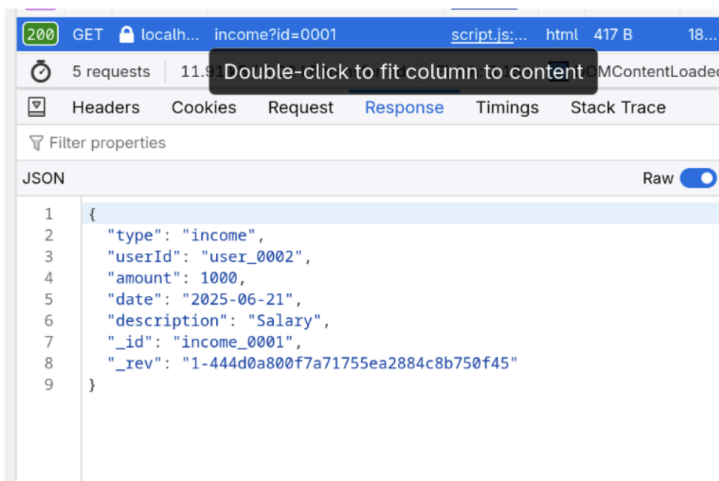 200 GET localh... income?id=0001 script.js:... html 417 B 18...
5 requests 11.9
Double-click to fit column to content
OMContentLoaded
Headers Cookies Request Response Timings Stack Trace
Filter properties
JSON Raw
1 {
2 "type": "income",
3 "userId": "user_0002",
4 "amount": 1000,
5 "date": "2025-06-21",
6 "description": "Salary",
7 "_id": "income_0001",
8 "_rev": "1-444d0a800f7a71755ea2884c8b750f45"
9 }